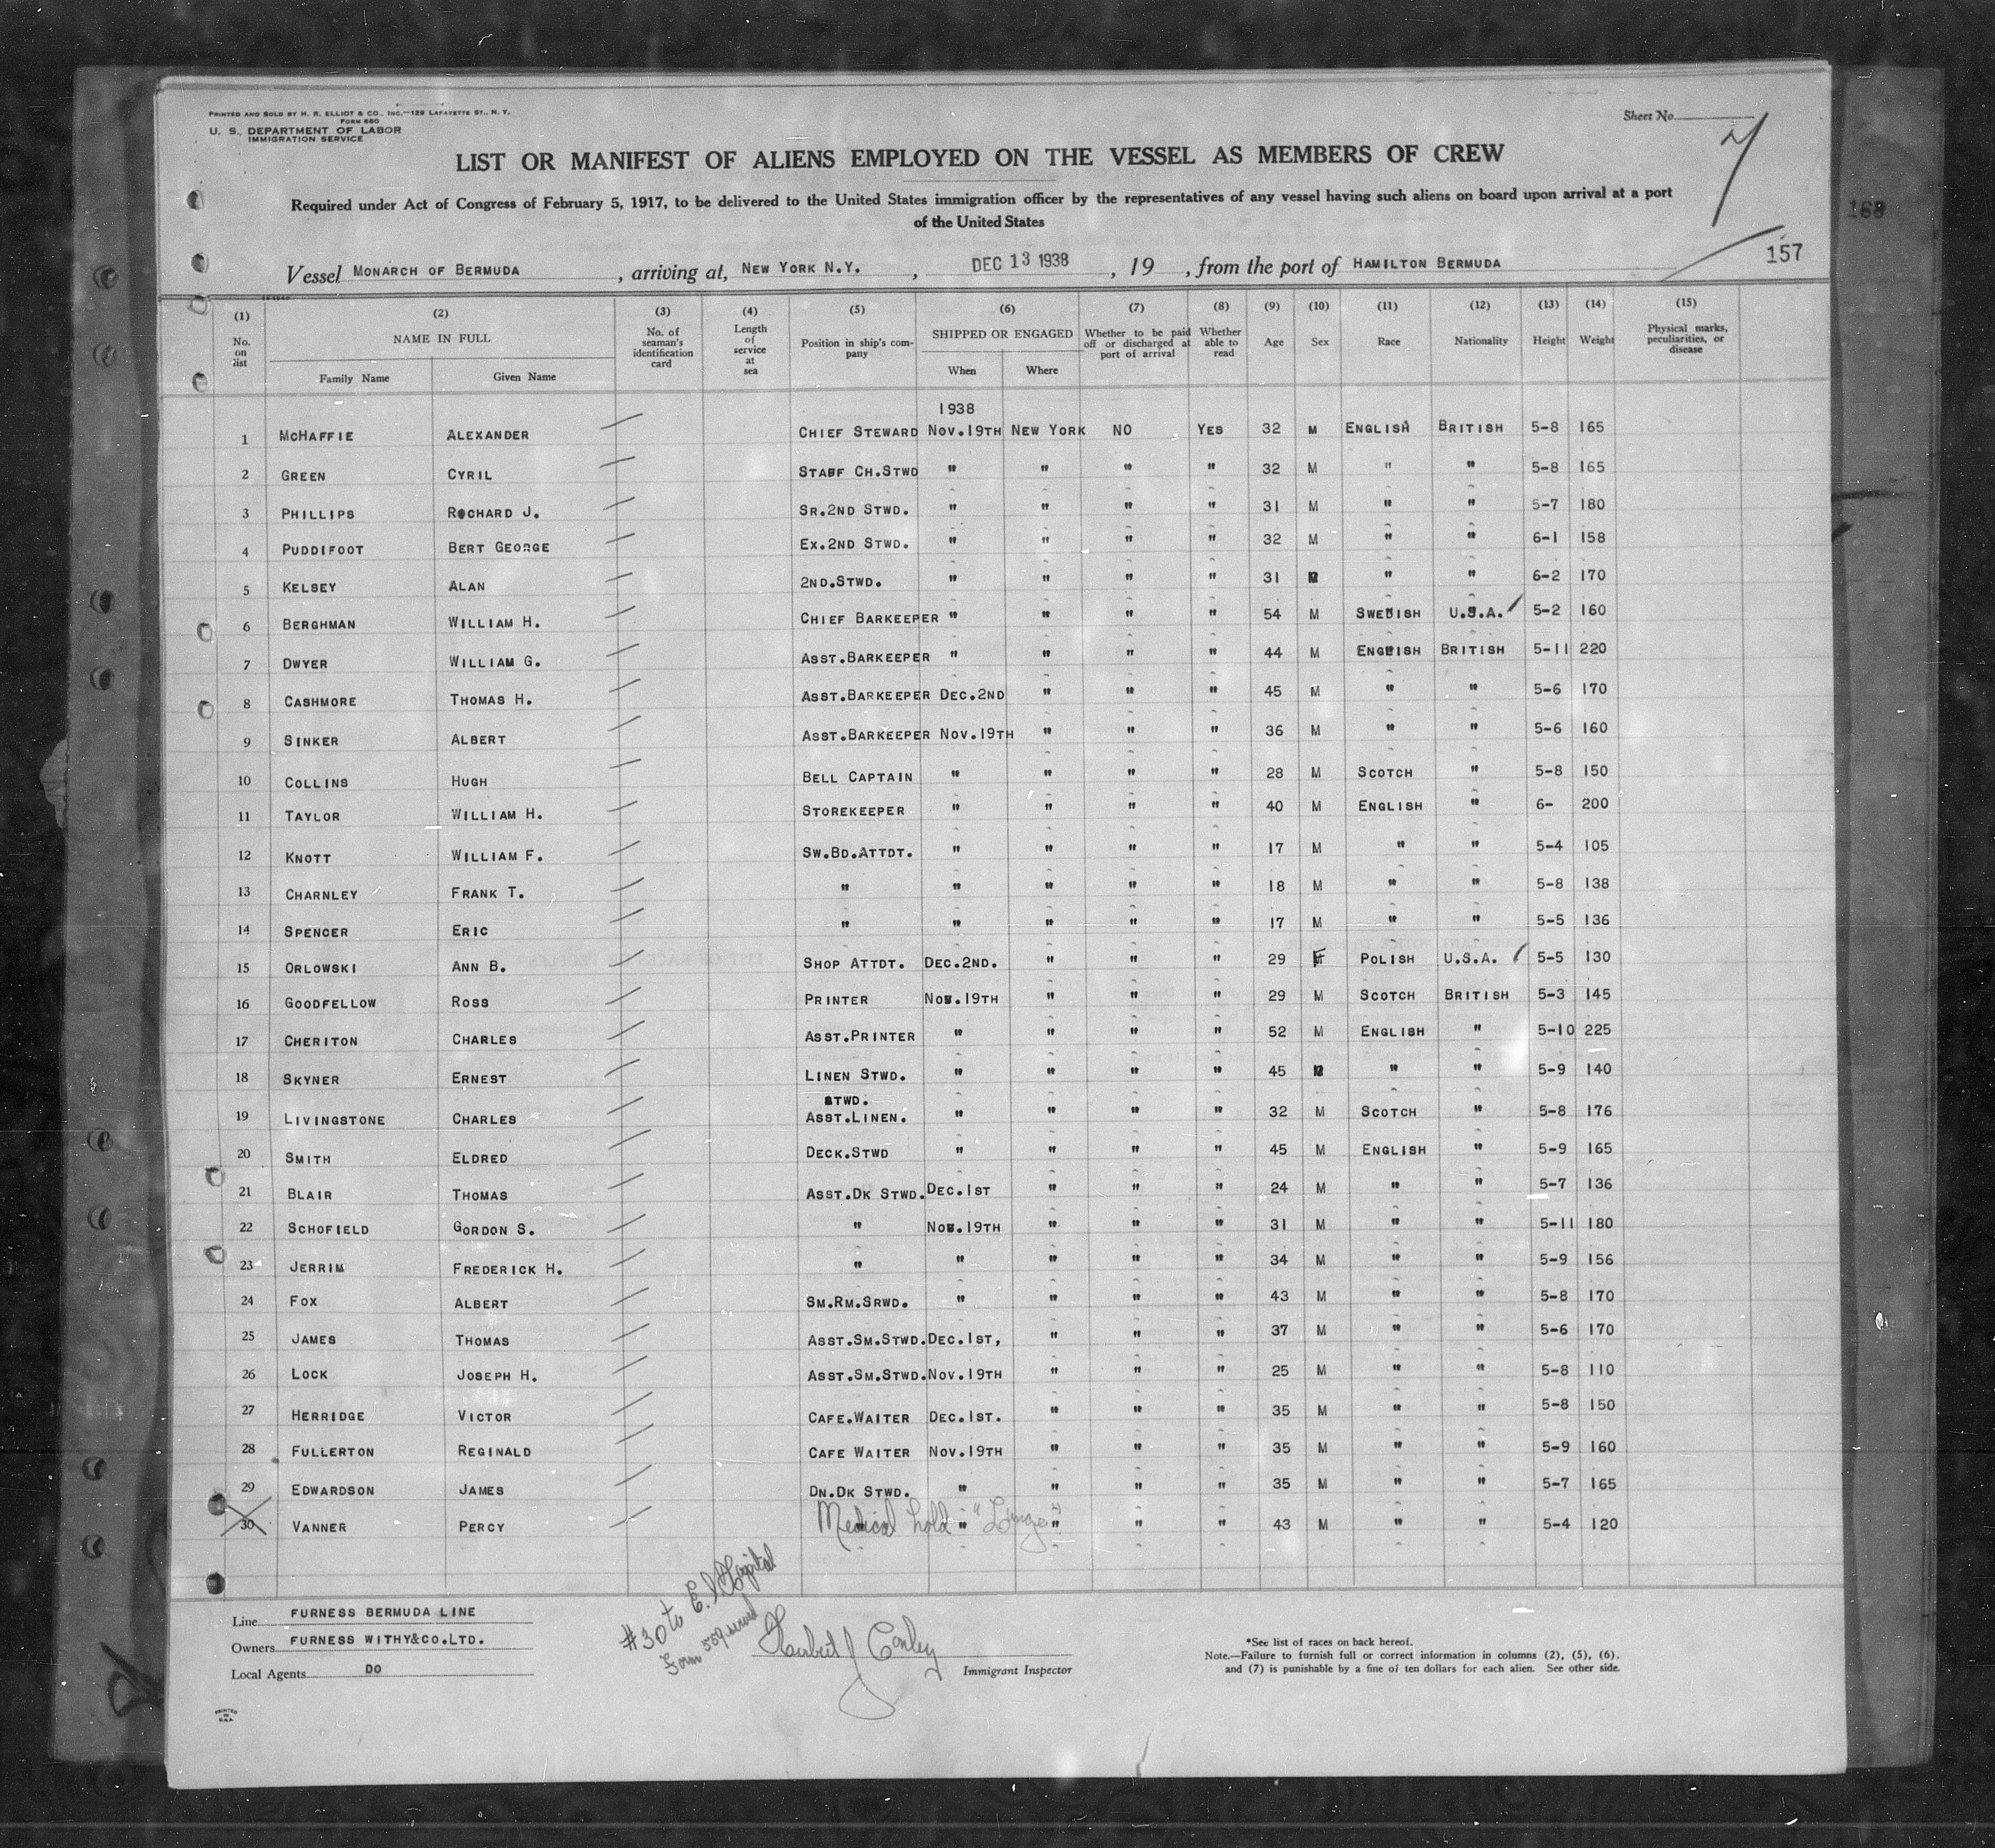 PRINTED AND SOLD BY H. R. ELLIOT & CO., INC.—129 LAFAYETTE ST., N. Y.
FORM 680
U. S. DEPARTMENT OF LABOR
IMMIGRATION SERVICE
Sheet No.
7
LIST OR MANIFEST OF ALIENS EMPLOYED ON THE VESSEL AS MEMBERS OF CREW
Required under Act of Congress of February 5, 1917, to be delivered to the United States immigration officer by the representatives of any vessel having such aliens on board upon arrival at a port
of the United States
168
157
Vessel MONARCH OF BERMUDA , arriving at, NEW YORK N.Y. , DEC 13 1938 , 19 , from the port of HAMILTON BERMUDA
(1) No. on list (2) NAME IN FULL Family Name Given Name (3) No. of seaman's identification card (4) Length of service at sea (5) Position in ship's company (6) SHIPPED OR ENGAGED When Where (7) Whether to be paid off or discharged at port of arrival (8) Whether able to read (9) Age (10) Sex (11) Race (12) Nationality (13) Height (14) Weight (15) Physical marks, peculiarities, or disease
1938
1 MCHAFFIE ALEXANDER CHIEF STEWARD NOV.19TH NEW YORK NO YES 32 M ENGLISH BRITISH 5-8 165
2 GREEN CYRIL STAFF CH.STWD " " " " 32 M " " 5-8 165
3 PHILLIPS ROCHARD J. SR.2ND STWD. " " " " 31 M " " 5-7 180
4 PUDDIFOOT BERT GEORGE EX.2ND STWD. " " " " 32 M " " 6-1 158
5 KELSEY ALAN 2ND.STWD. " " " " 31 M " " 6-2 170
6 BERGHMAN WILLIAM H. CHIEF BARKEEPER " " " " 54 M SWEDISH U.S.A. 5-2 160
7 DWYER WILLIAM G. ASST.BARKEEPER " " " " 44 M ENGLISH BRITISH 5-11 220
8 CASHMORE THOMAS H. ASST.BARKEEPER DEC.2ND " " " 45 M " " 5-6 170
9 SINKER ALBERT ASST.BARKEEPER NOV.19TH " " " 36 M " " 5-6 160
10 COLLINS HUGH BELL CAPTAIN " " " " 28 M SCOTCH " 5-8 150
11 TAYLOR WILLIAM H. STOREKEEPER " " " " 40 M ENGLISH " 6- 200
12 KNOTT WILLIAM F. SW.BD.ATTDT. " " " " 17 M " " 5-4 105
13 CHARNLEY FRANK T. " " " " " 18 M " " 5-8 138
14 SPENCER ERIC " " " " " 17 M " " 5-5 136
15 ORLOWSKI ANN B. SHOP ATTDT. DEC.2ND. " " " 29 F POLISH U.S.A. 5-5 130
16 GOODFELLOW ROSS PRINTER NOV.19TH " " " 29 M SCOTCH BRITISH 5-3 145
17 CHERITON CHARLES ASST.PRINTER " " " " 52 M ENGLISH " 5-10 225
18 SKYNER ERNEST LINEN STWD. " " " " 45 M " " 5-9 140
STWD.
19 LIVINGSTONE CHARLES ASST.LINEN. " " " " 32 M SCOTCH " 5-8 176
20 SMITH ELDRED DECK.STWD " " " " 45 M ENGLISH " 5-9 165
21 BLAIR THOMAS ASST.DK STWD. DEC.1ST " " " 24 M " " 5-7 136
22 SCHOFIELD GORDON S. " NOV.19TH " " " 31 M " " 5-11 180
23 JERRIM FREDERICK H. " " " " " 34 M " " 5-9 156
24 FOX ALBERT SM.RM.SRWD. " " " " 43 M " " 5-8 170
25 JAMES THOMAS ASST.SM.STWD. DEC.1ST, " " " 37 M " " 5-6 170
26 LOCK JOSEPH H. ASST.SM.STWD. NOV.19TH " " " 25 M " " 5-8 110
27 HERRIDGE VICTOR CAFE.WAITER DEC.1ST. " " " 35 M " " 5-8 150
28 FULLERTON REGINALD CAFE WAITER NOV.19TH " " " 35 M " " 5-9 160
29 EDWARDSON JAMES DN.DK STWD. " " " " 35 M " " 5-7 165
30 VANNER PERCY Medical hold " "Lungs" " " " 43 M " " 5-4 120
#30 to E.I. Hospital
Form 559
Line FURNESS BERMUDA LINE
Owners FURNESS WITHY&CO.LTD.
Local Agents DO
Herbert J Conley
Immigrant Inspector
*See list of races on back hereof.
Note.—Failure to furnish full or correct information in columns (2), (5), (6),
and (7) is punishable by a fine of ten dollars for each alien. See other side.
PRINTED
IN
U.S.A.